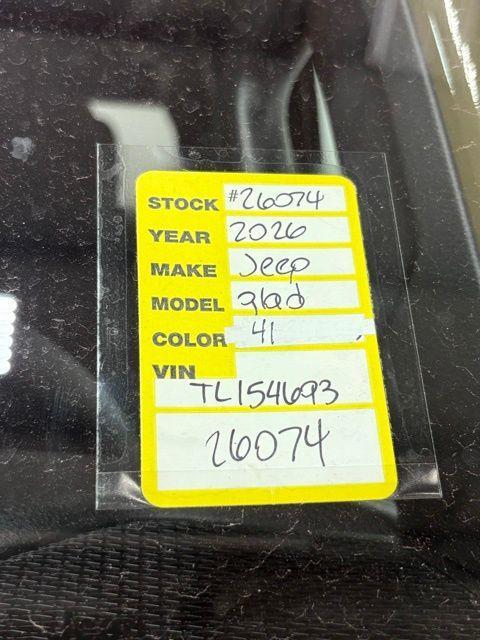 STOCK #26074
YEAR 2026
MAKE Jeep
MODEL glad
COLOR 41
VIN
TL154693
26074